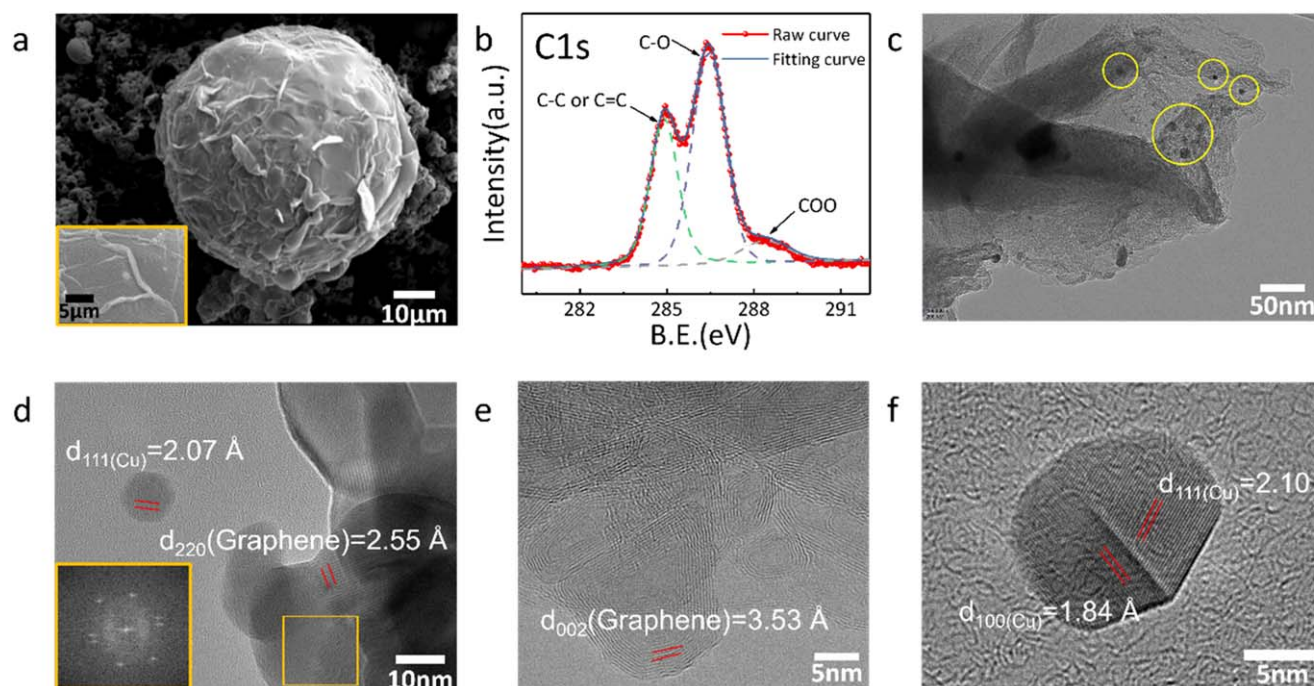 a
5μm
10μm
b
C1s
C-O
Raw curve
Fitting curve
C-C or C=C
COO
Intensity(a.u.)
282
285
288
291
B.E.(eV)
c
50nm
d
d111(Cu)=2.07 Å
d220(Graphene)=2.55 Å
10nm
e
d002(Graphene)=3.53 Å
5nm
f
d111(Cu)=2.10
d100(Cu)=1.84 Å
5nm